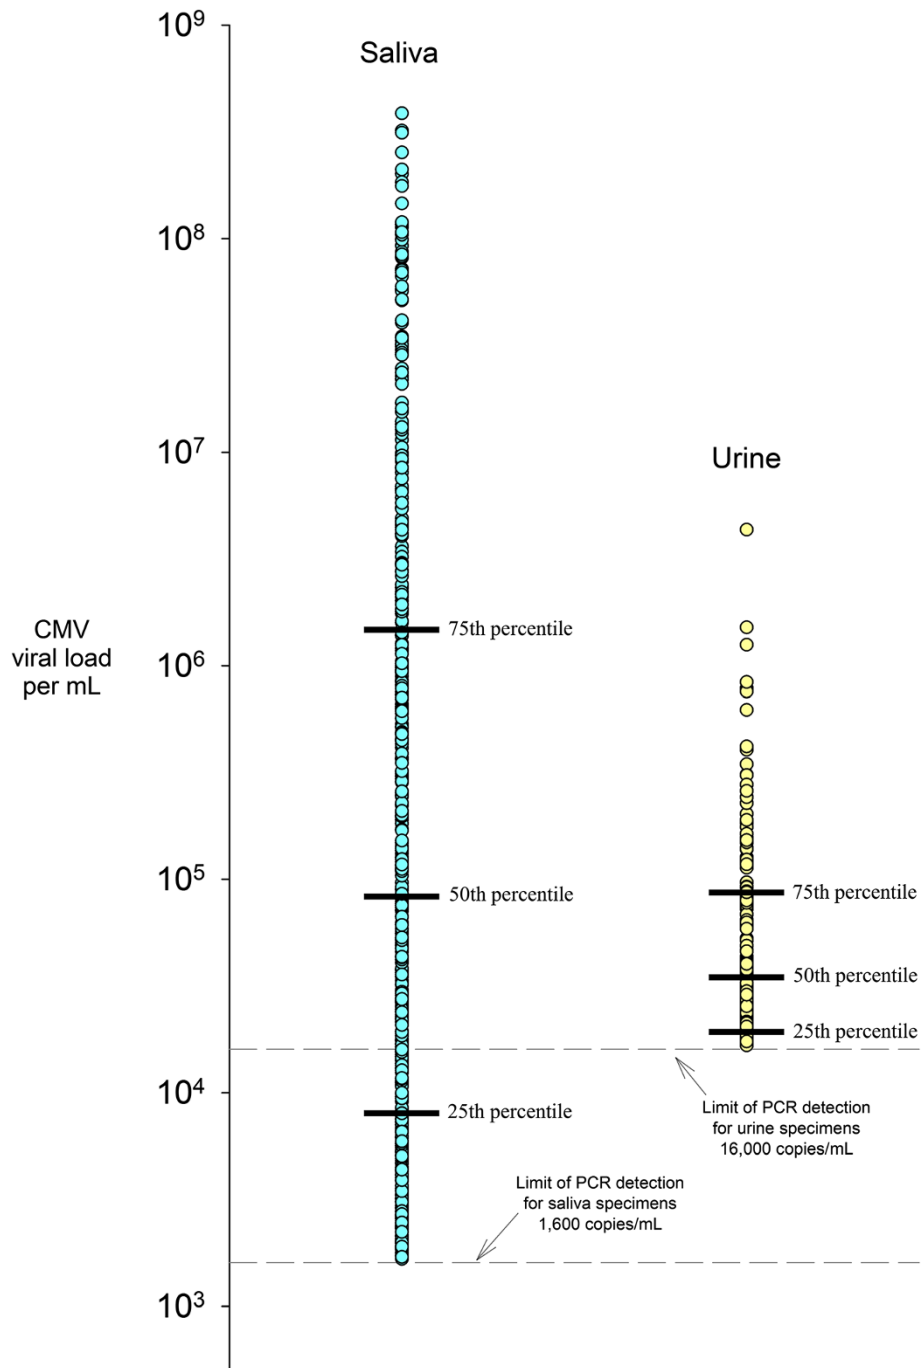 10⁹
Saliva
10⁸
10⁷
Urine
CMV
viral load
per mL
75th percentile
10⁶
10⁵
75th percentile
50th percentile
50th percentile
25th percentile
10⁴
25th percentile
Limit of PCR detection
for urine specimens
16,000 copies/mL
Limit of PCR detection
for saliva specimens
1,600 copies/mL
10³